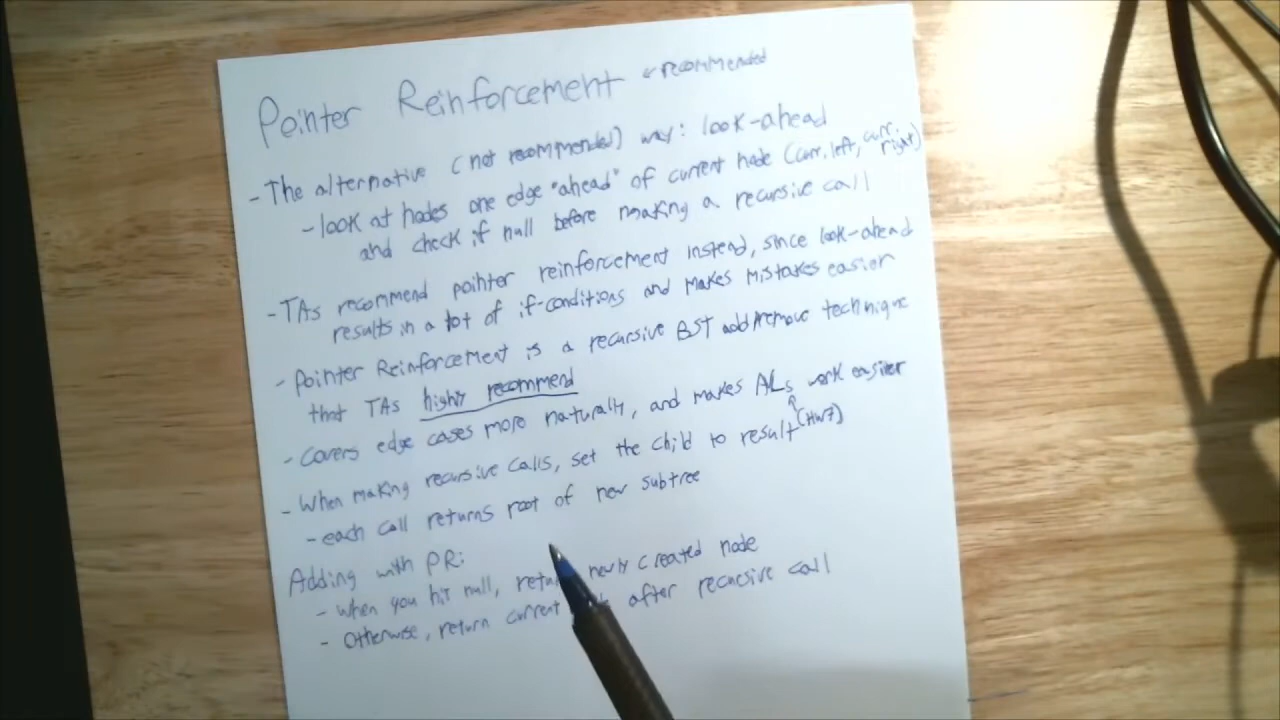 Pointer Reinforcement ← recommended
- The alternative (not recommended) way: look-ahead
- look at nodes one edge "ahead" of current node (curr.left, curr.right)
and check if null before making a recursive call
- TAs recommend pointer reinforcement instead, since look-ahead
results in a lot of if-conditions and makes mistakes easier
- Pointer Reinforcement is a recursive BST add/remove technique
that TAs highly recommend
- Covers edge cases more naturally, and makes AVLs work easier
- When making recursive calls, set the child to result (HW7)
- each call returns root of new subtree
Adding with PR:
- When you hit null, return newly created node
- Otherwise, return current after recursive call